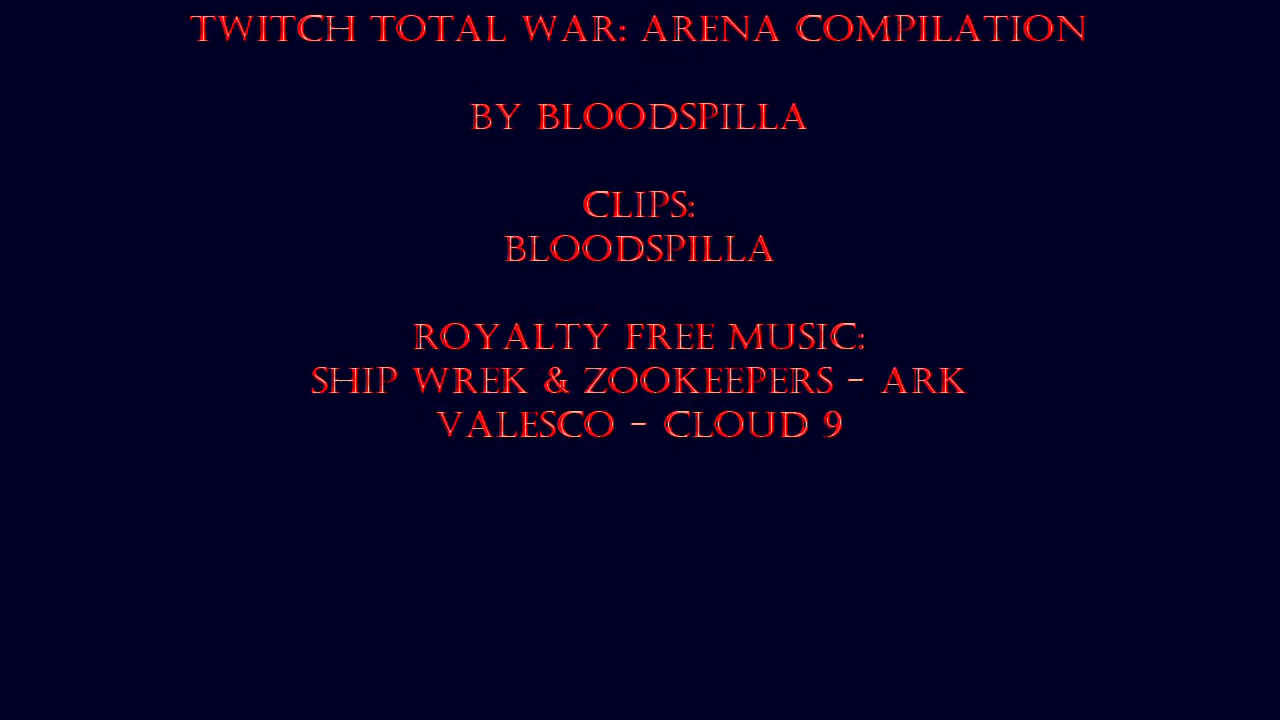 TWITCH TOTAL WAR: ARENA COMPILATION
BY BLOODSPILLA
CLIPS:
BLOODSPILLA
ROYALTY FREE MUSIC:
SHIP WREK & ZOOKEEPERS - ARK
VALESCO - CLOUD 9